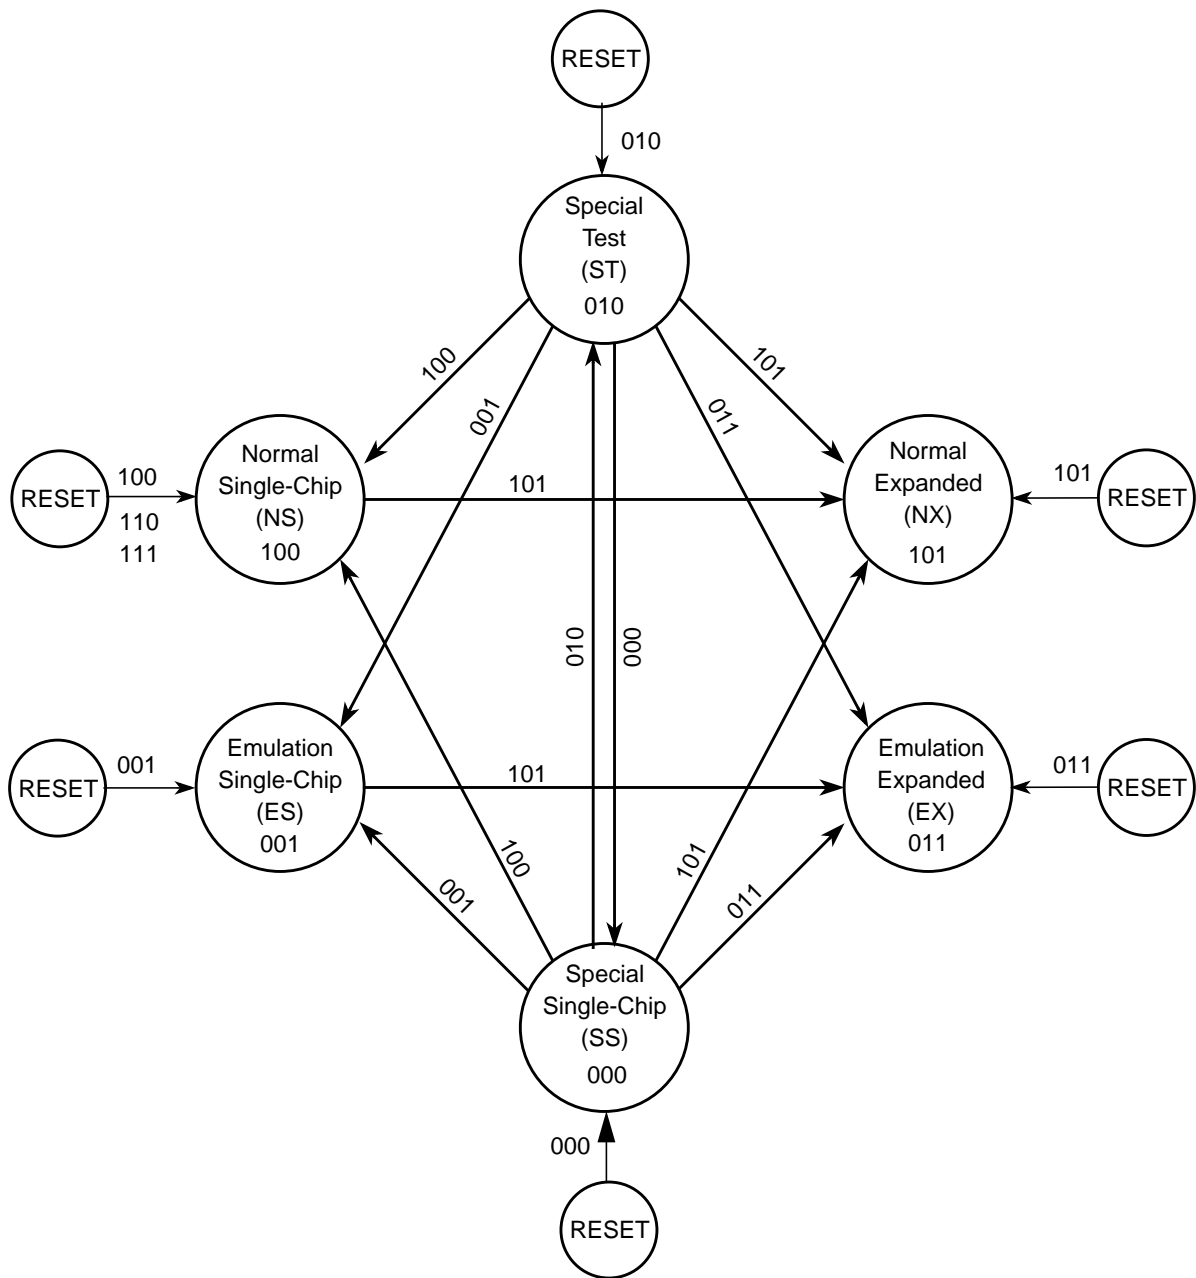 RESET
010
Special
Test
(ST)
010
100
101
001
011
Normal
Single-Chip
(NS)
100
Normal
Expanded
(NX)
101
RESET
100
110
111
101
101
RESET
010
000
Emulation
Single-Chip
(ES)
001
Emulation
Expanded
(EX)
011
RESET
001
101
011
RESET
100
101
001
011
Special
Single-Chip
(SS)
000
000
RESET